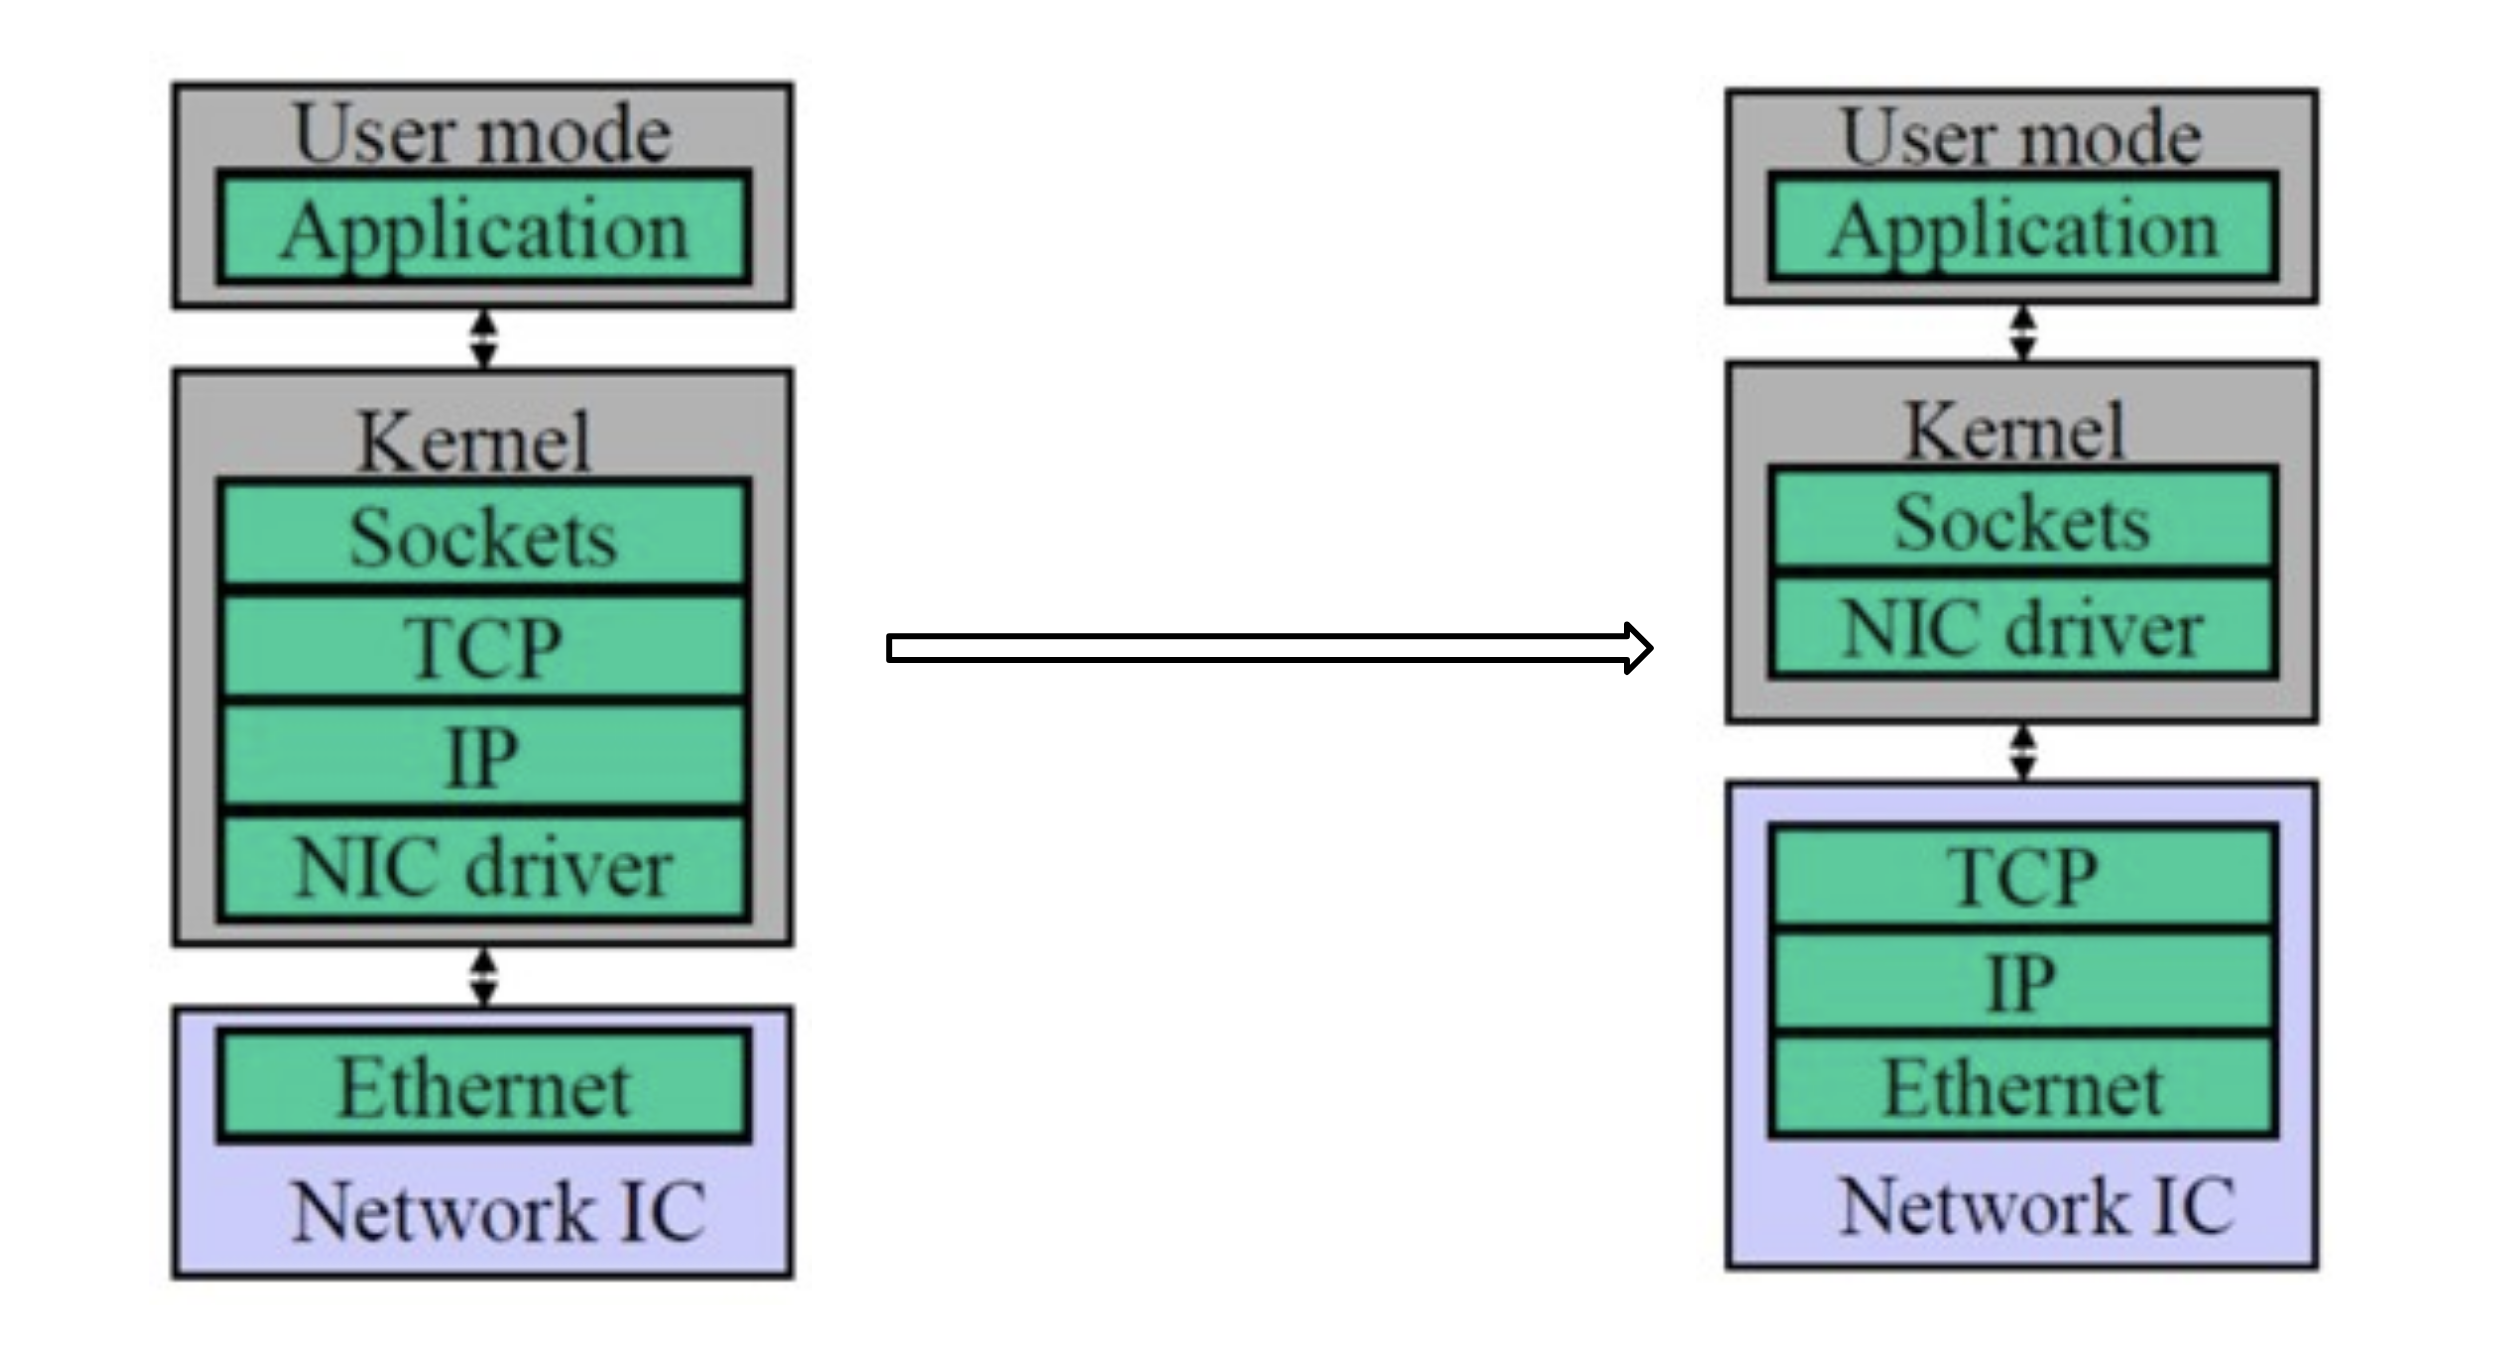 User mode
Application
Kernel
Sockets
TCP
IP
NIC driver
Ethernet
Network IC
User mode
Application
Kernel
Sockets
NIC driver
TCP
IP
Ethernet
Network IC